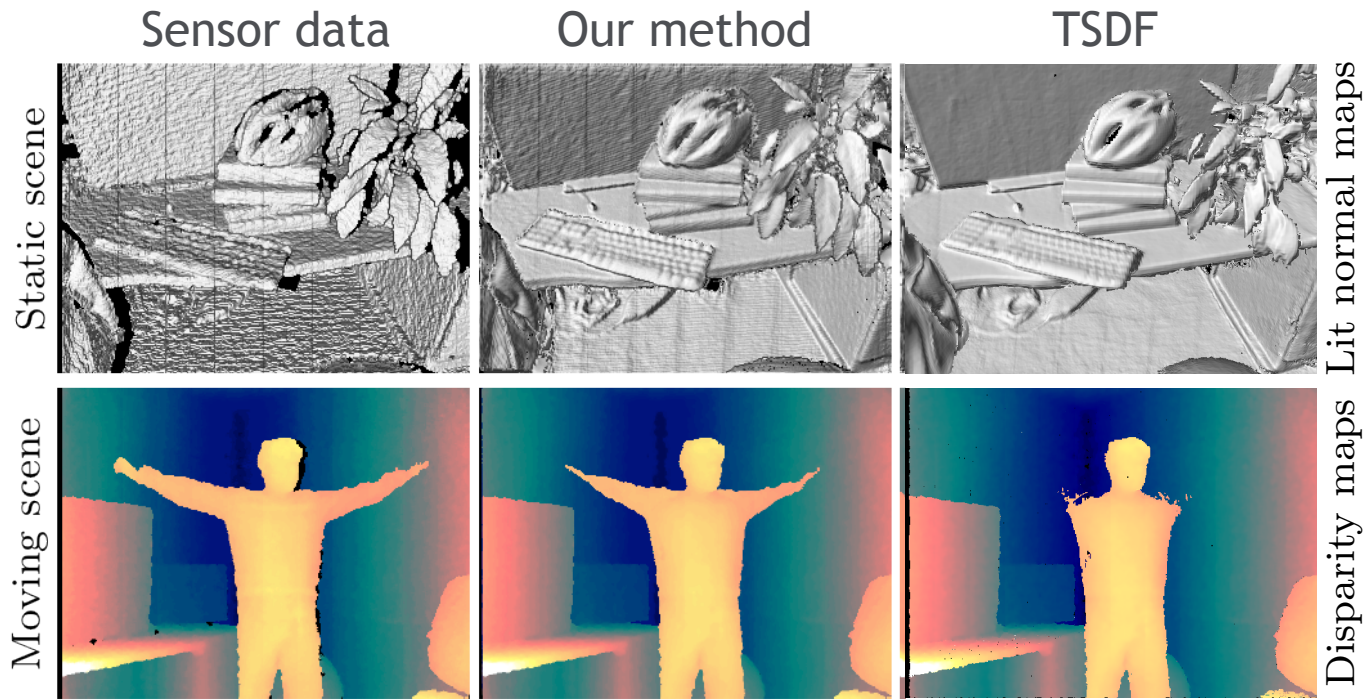 Sensor data
Our method
TSDF
Static scene
Lit normal maps
Moving scene
Disparity maps